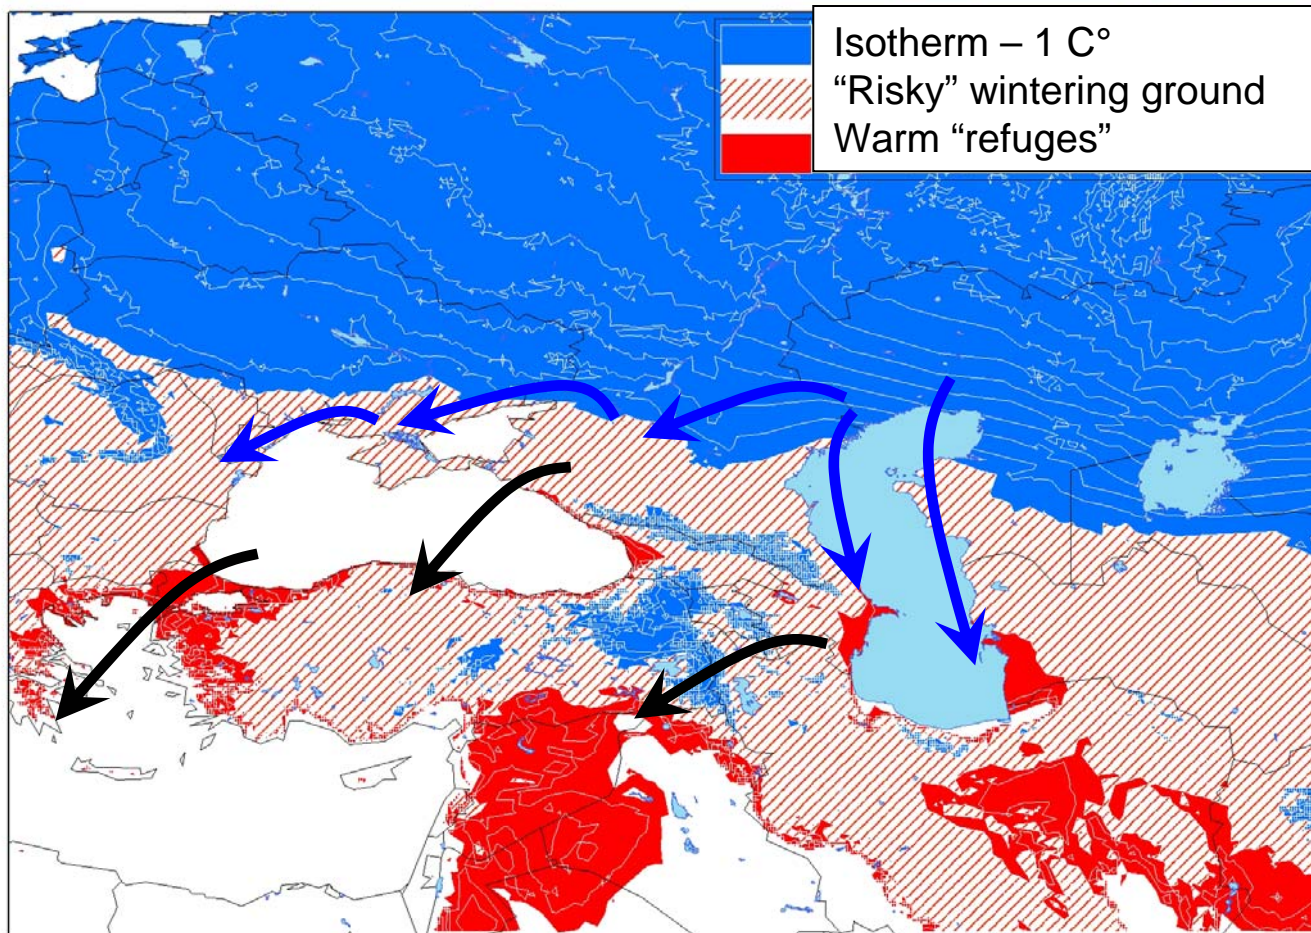 Isotherm – 1 C°
“Risky” wintering ground
Warm “refuges”